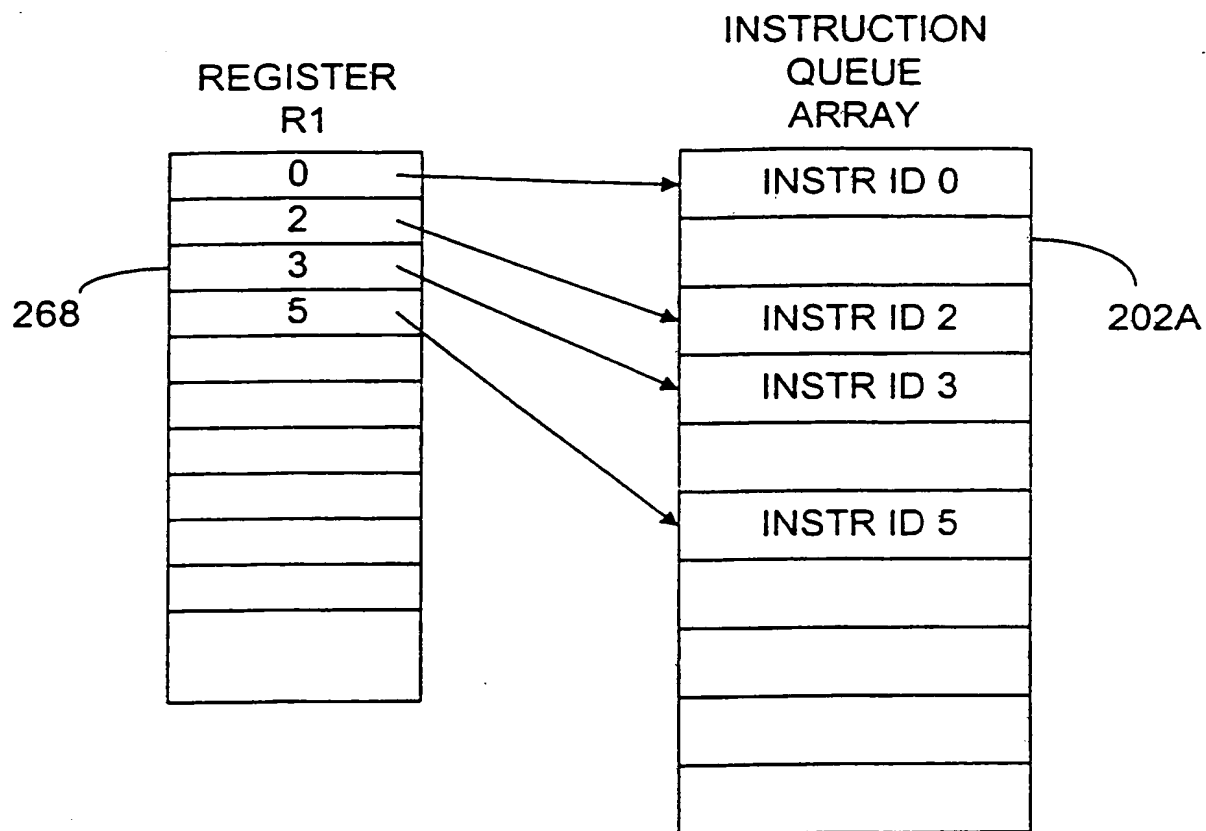 REGISTER
R1
0
2
3
5
268
INSTRUCTION
QUEUE
ARRAY
INSTR ID 0
INSTR ID 2
INSTR ID 3
INSTR ID 5
202A